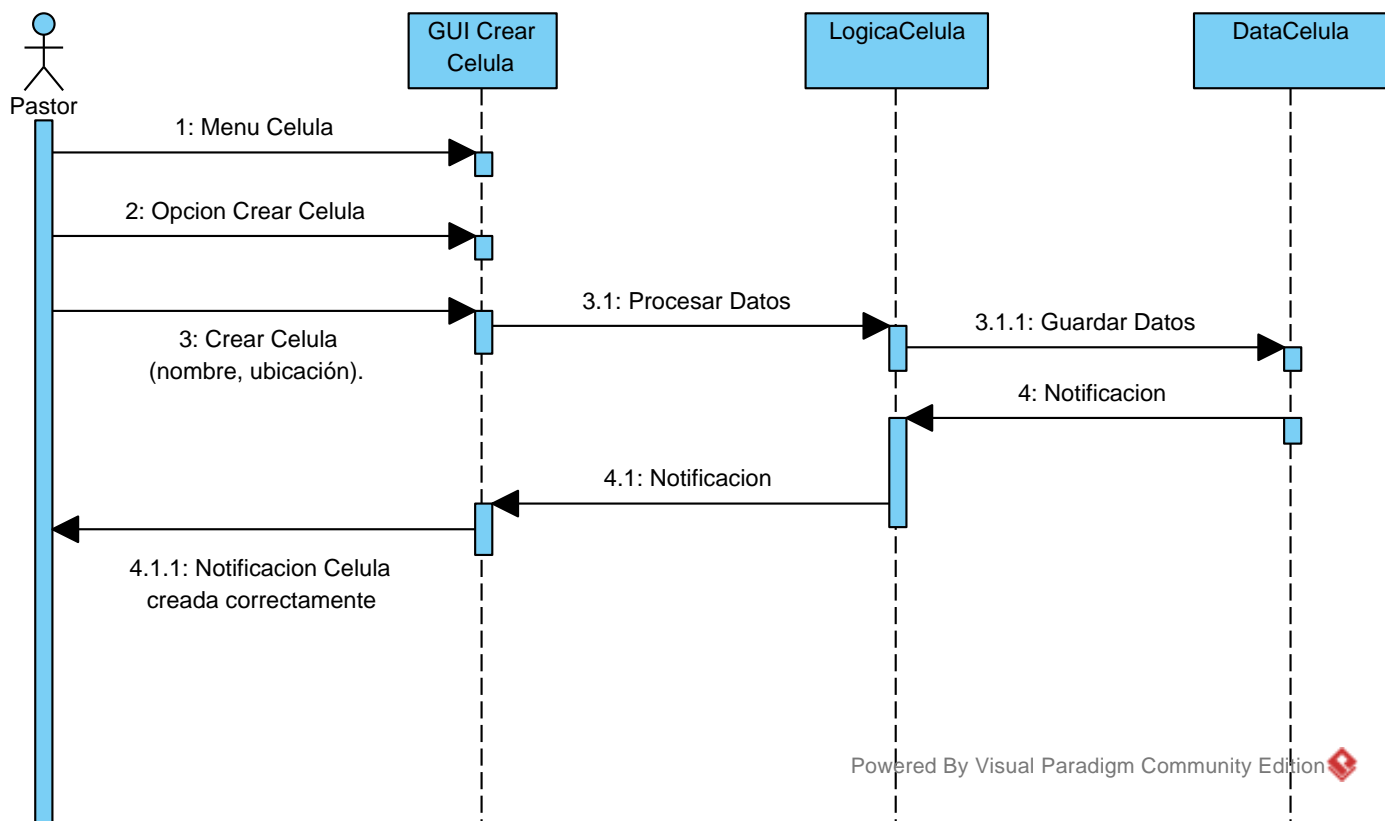 GUI Crear
Celula
LogicaCelula
DataCelula
Pastor
1: Menu Celula
2: Opcion Crear Celula
3: Crear Celula
(nombre, ubicación).
3.1: Procesar Datos
3.1.1: Guardar Datos
4: Notificacion
4.1: Notificacion
4.1.1: Notificacion Celula
creada correctamente
Powered By Visual Paradigm Community Edition